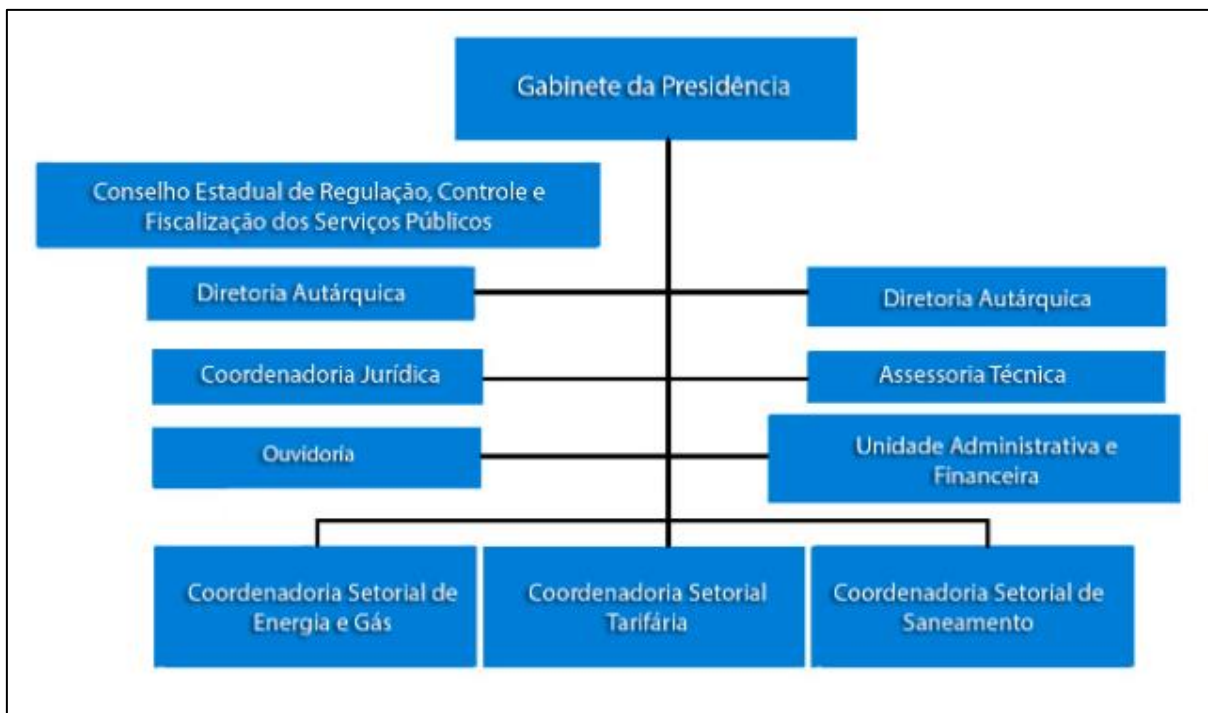 Gabinete da Presidência
Conselho Estadual de Regulação, Controle e
Fiscalização dos Serviços Públicos
Diretoria Autárquica
Diretoria Autárquica
Coordenadoria Jurídica
Assessoria Técnica
Ouvidoria
Unidade Administrativa e
Financeira
Coordenadoria Setorial de
Energia e Gás
Coordenadoria Setorial
Tarifária
Coordenadoria Setorial de
Saneamento